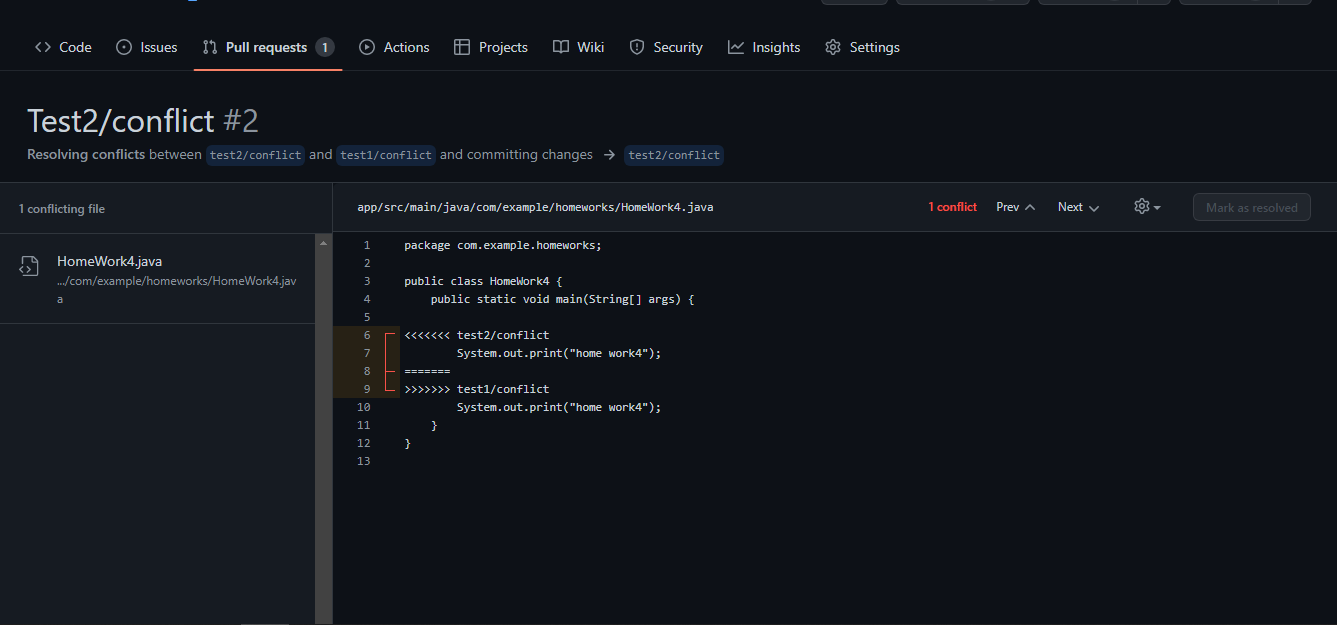 Code Issues Pull requests 1 Actions Projects Wiki Security Insights Settings
Test2/conflict #2
Resolving conflicts between test2/conflict and test1/conflict and committing changes → test2/conflict
1 conflicting file
app/src/main/java/com/example/homeworks/HomeWork4.java 1 conflict Prev Next Mark as resolved
HomeWork4.java
.../com/example/homeworks/HomeWork4.jav
a
1 package com.example.homeworks;
2
3 public class HomeWork4 {
4     public static void main(String[] args) {
5
6 <<<<<<< test2/conflict
7         System.out.print("home work4");
8 =======
9 >>>>>>> test1/conflict
10         System.out.print("home work4");
11     }
12 }
13